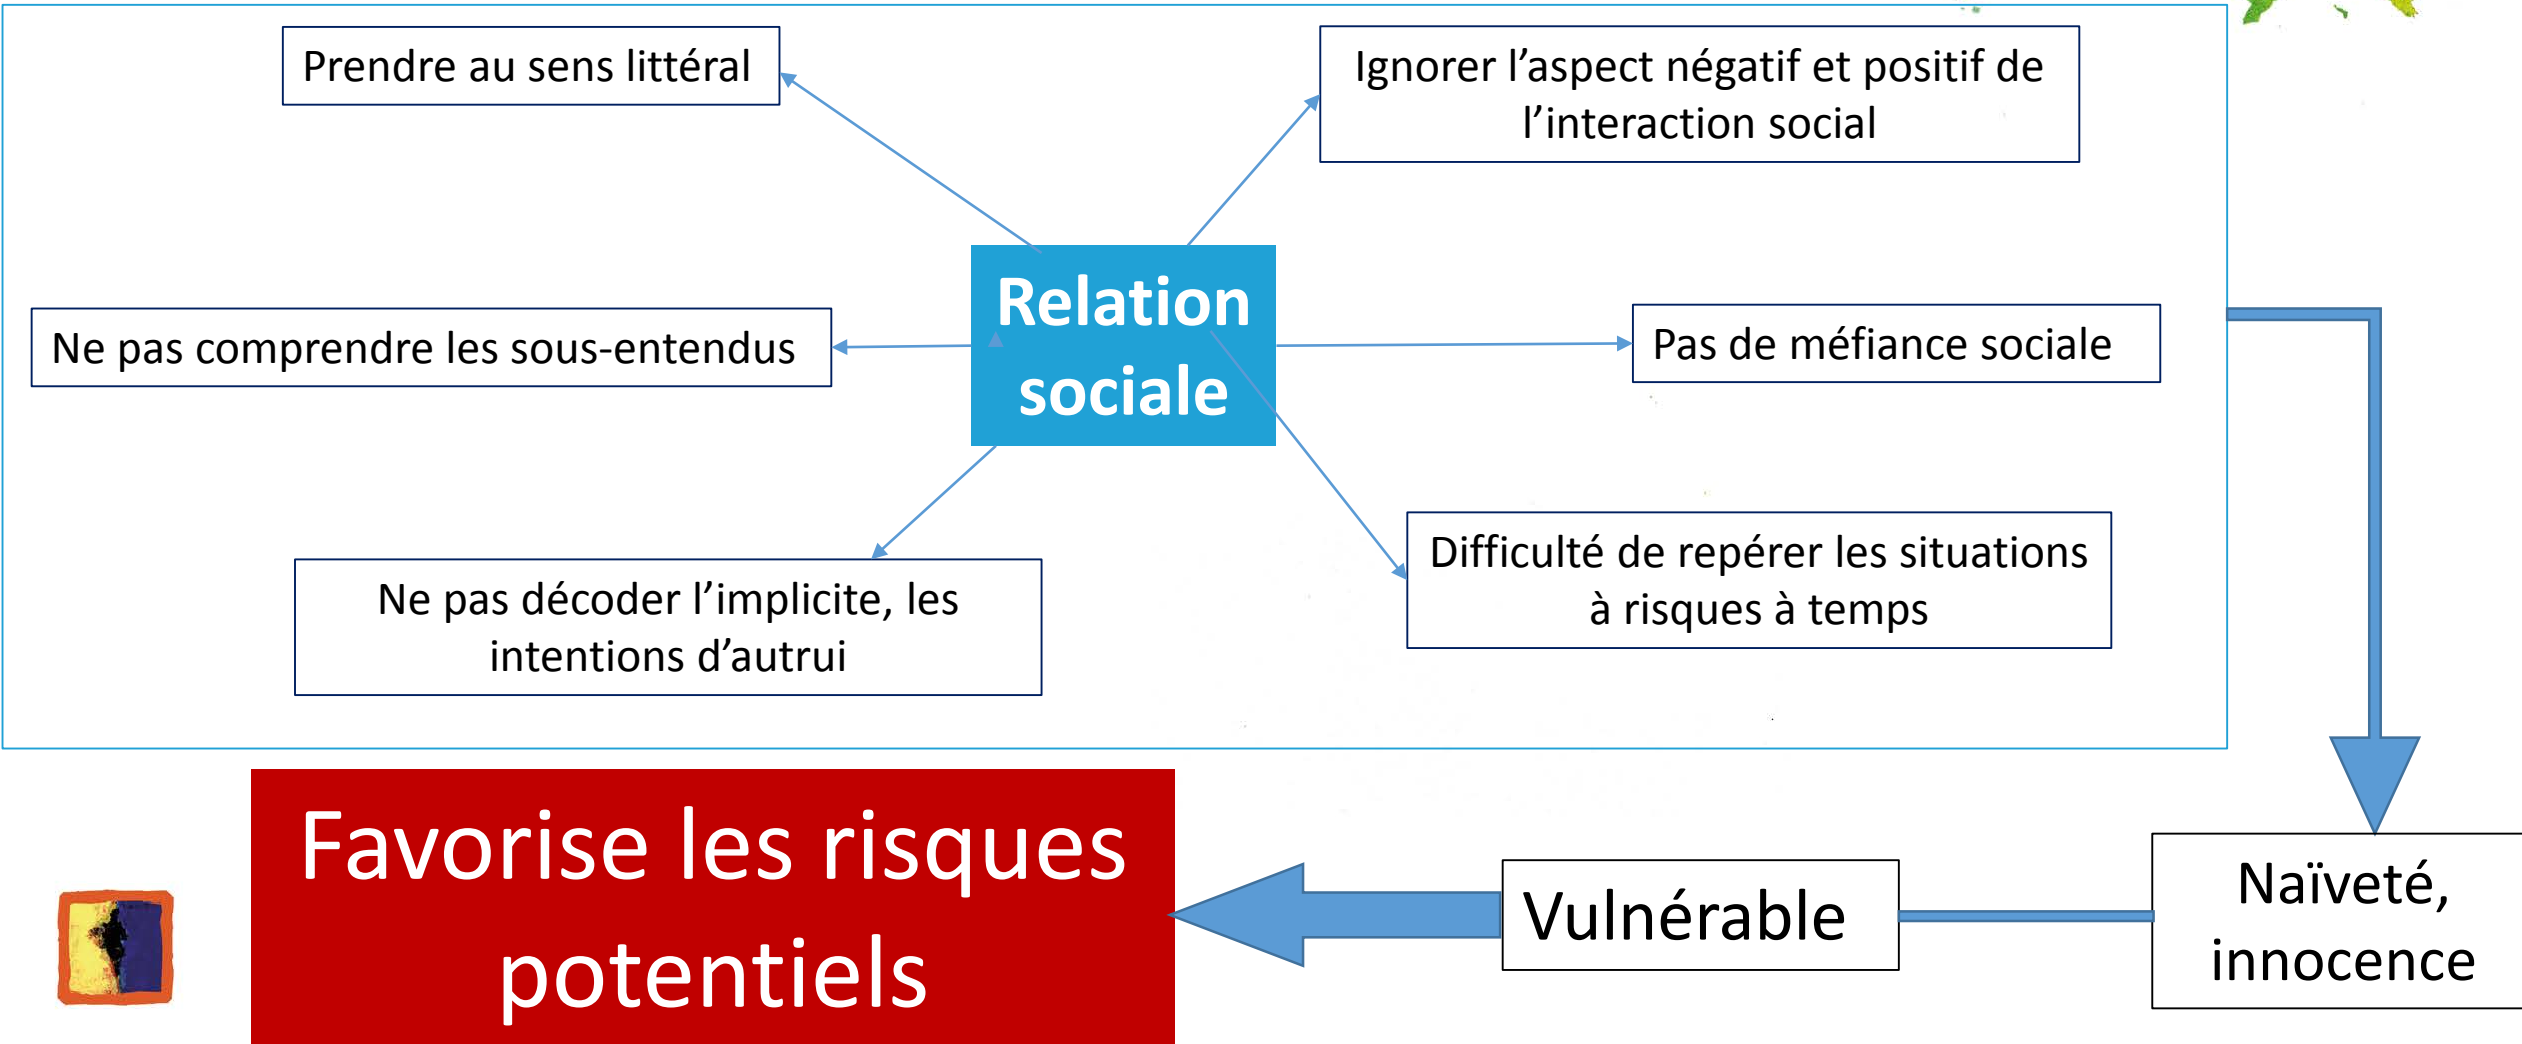 Prendre au sens littéral
Ignorer l’aspect négatif et positif de
l’interaction social
Relation
sociale
Ne pas comprendre les sous-entendus
Pas de méfiance sociale
Ne pas décoder l’implicite, les
intentions d’autrui
Difficulté de repérer les situations
à risques à temps
Favorise les risques
potentiels
Vulnérable
Naïveté,
innocence